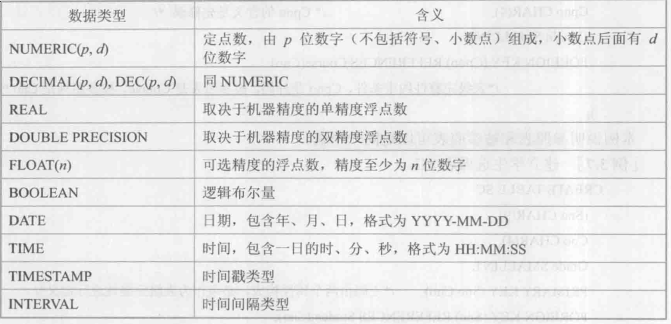 数据类型 含义
NUMERIC(p, d) 定点数，由 p 位数字（不包括符号、小数点）组成，小数点后面有 d
位数字
DECIMAL(p, d), DEC(p, d) 同 NUMERIC
REAL 取决于机器精度的单精度浮点数
DOUBLE PRECISION 取决于机器精度的双精度浮点数
FLOAT(n) 可选精度的浮点数，精度至少为 n 位数字
BOOLEAN 逻辑布尔量
DATE 日期，包含年、月、日，格式为 YYYY-MM-DD
TIME 时间，包含一日的时、分、秒，格式为 HH:MM:SS
TIMESTAMP 时间戳类型
INTERVAL 时间间隔类型